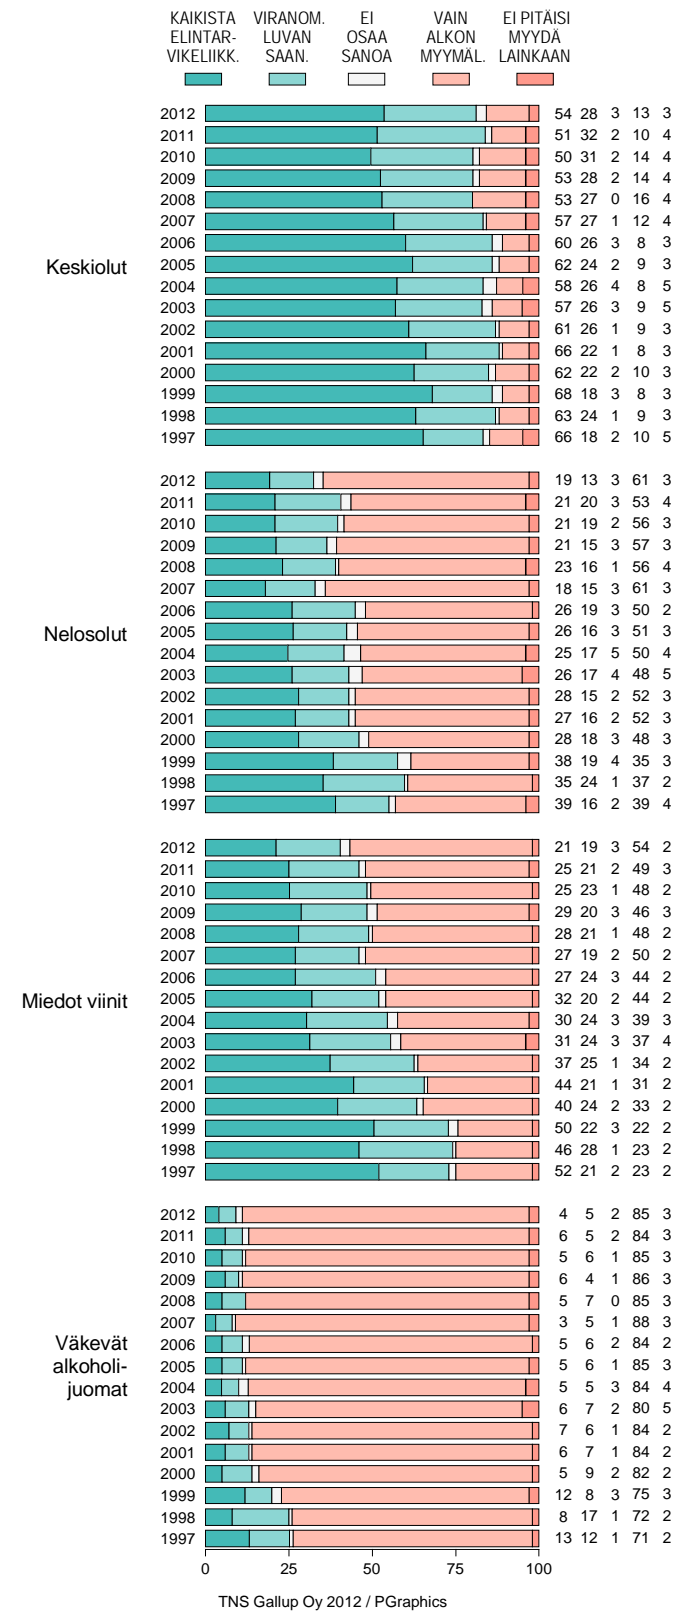 KAIKISTA VIRANOM. EI VAIN EI PITÄISI
ELINTAR- LUVAN OSAA ALKON MYYDÄ
VIKELIIKK. SAAN. SANOA MYYMÄL. LAINKAAN
2012 54 28 3 13 3
2011 51 32 2 10 4
2010 50 31 2 14 4
2009 53 28 2 14 4
2008 53 27 0 16 4
2007 57 27 1 12 4
2006 60 26 3 8 3
Keskiolut 2005 62 24 2 9 3
2004 58 26 4 8 5
2003 57 26 3 9 5
2002 61 26 1 9 3
2001 66 22 1 8 3
2000 62 22 2 10 3
1999 68 18 3 8 3
1998 63 24 1 9 3
1997 66 18 2 10 5
2012 19 13 3 61 3
2011 21 20 3 53 4
2010 21 19 2 56 3
2009 21 15 3 57 3
2008 23 16 1 56 4
2007 18 15 3 61 3
2006 26 19 3 50 2
Nelosolut 2005 26 16 3 51 3
2004 25 17 5 50 4
2003 26 17 4 48 5
2002 28 15 2 52 3
2001 27 16 2 52 3
2000 28 18 3 48 3
1999 38 19 4 35 3
1998 35 24 1 37 2
1997 39 16 2 39 4
2012 21 19 3 54 2
2011 25 21 2 49 3
2010 25 23 1 48 2
2009 29 20 3 46 3
2008 28 21 1 48 2
2007 27 19 2 50 2
2006 27 24 3 44 2
Miedot viinit 2005 32 20 2 44 2
2004 30 24 3 39 3
2003 31 24 3 37 4
2002 37 25 1 34 2
2001 44 21 1 31 2
2000 40 24 2 33 2
1999 50 22 3 22 2
1998 46 28 1 23 2
1997 52 21 2 23 2
2012 4 5 2 85 3
2011 6 5 2 84 3
2010 5 6 1 85 3
2009 6 4 1 86 3
2008 5 7 0 85 3
2007 3 5 1 88 3
Väkevät 2006 5 6 2 84 2
alkoholi- 2005 5 6 1 85 3
juomat 2004 5 5 3 84 4
2003 6 7 2 80 5
2002 7 6 1 84 2
2001 6 7 1 84 2
2000 5 9 2 82 2
1999 12 8 3 75 3
1998 8 17 1 72 2
1997 13 12 1 71 2
0 25 50 75 100
TNS Gallup Oy 2012 / PGraphics